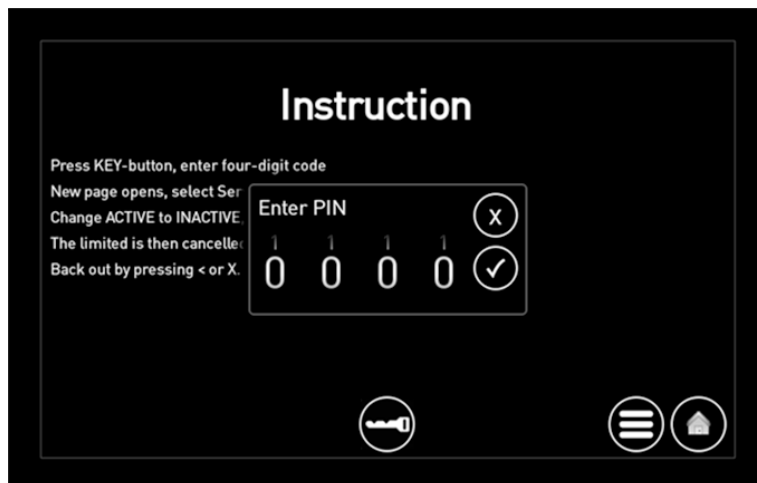 Instruction
Press KEY-button, enter four-digit code
New page opens, select Ser
Change ACTIVE to INACTIVE,
The limited is then cancelle
Back out by pressing < or X.
Enter PIN
X
1 1 1 1
0 0 0 0